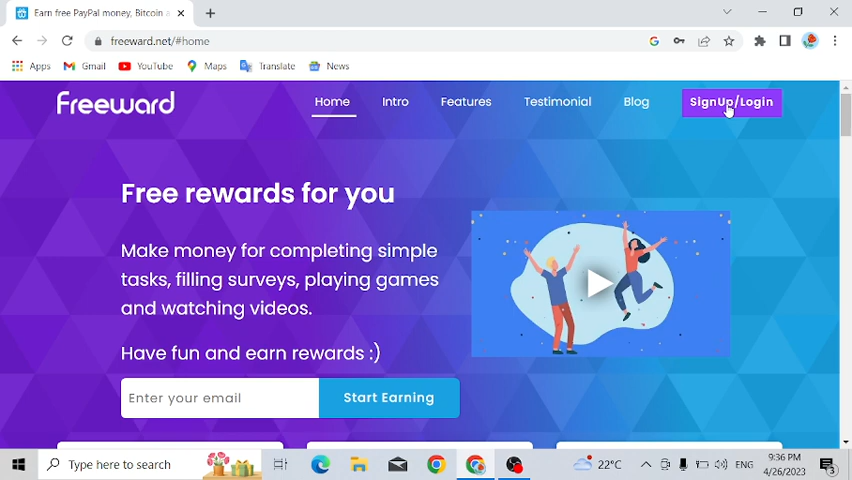 Earn free PayPal money, Bitcoin a
freeward.net/#home
Apps
Gmail
YouTube
Maps
Translate
News
Freeward
Home
Intro
Features
Testimonial
Blog
SignUp/Login
Free rewards for you
Make money for completing simple
tasks, filling surveys, playing games
and watching videos.
Have fun and earn rewards :)
Enter your email
Start Earning
Type here to search
22°C
ENG
9:36 PM
4/26/2023
3